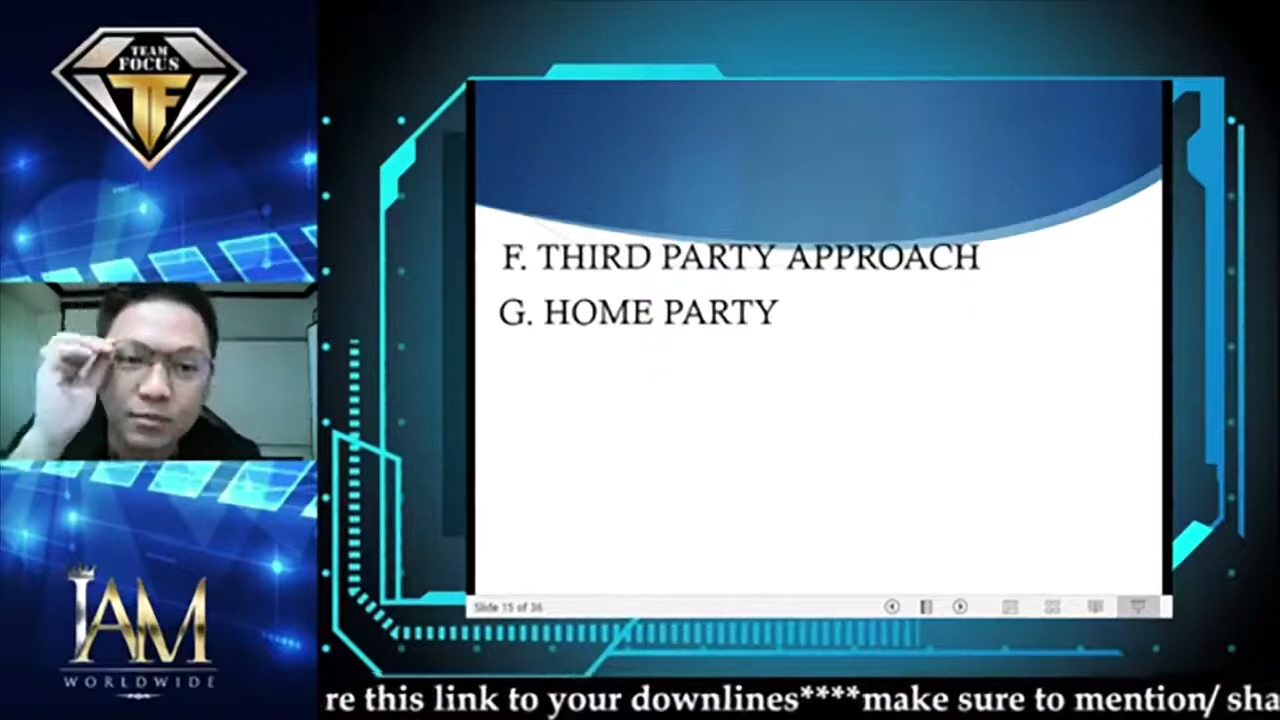 TEAM
FOCUS
TF
F. THIRD PARTY APPROACH
G. HOME PARTY
Slide 15 of 36
IAM
WORLDWIDE
re this link to your downlines****make sure to mention/ sha